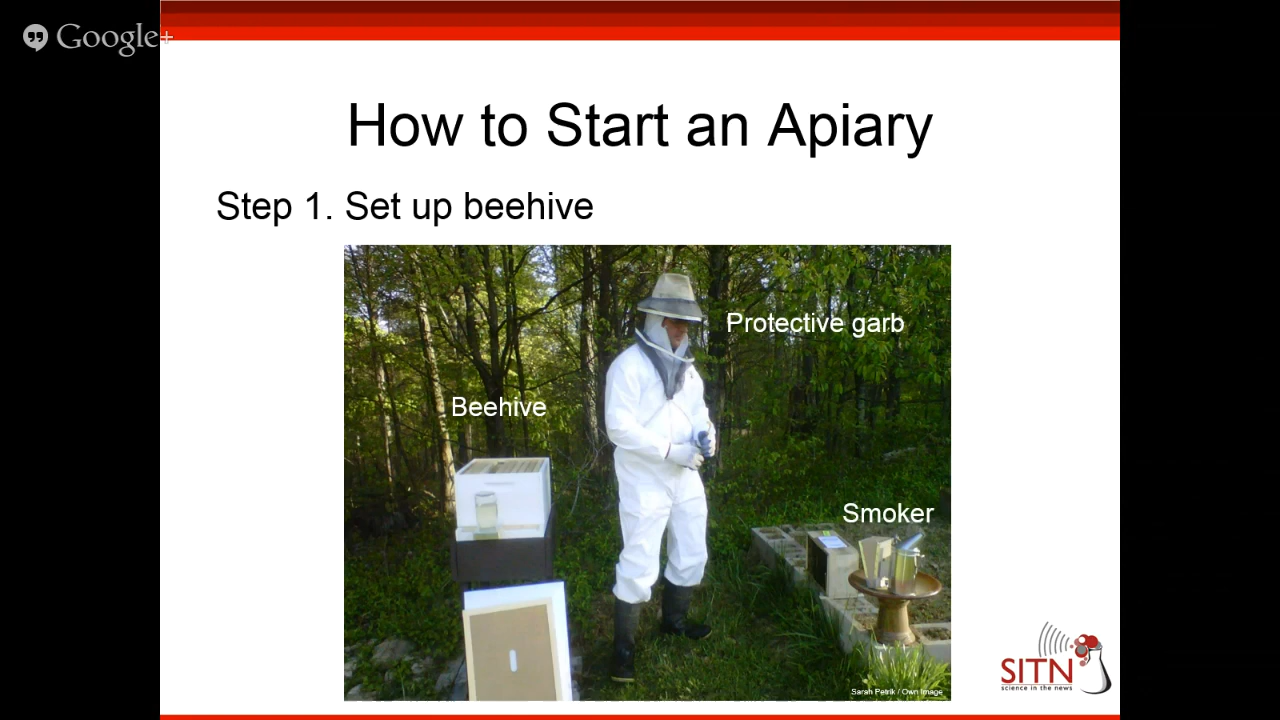 Google+
How to Start an Apiary
Step 1. Set up beehive
Protective garb
Beehive
Smoker
SITN
science in the news
Sarah Petrik / Own Image